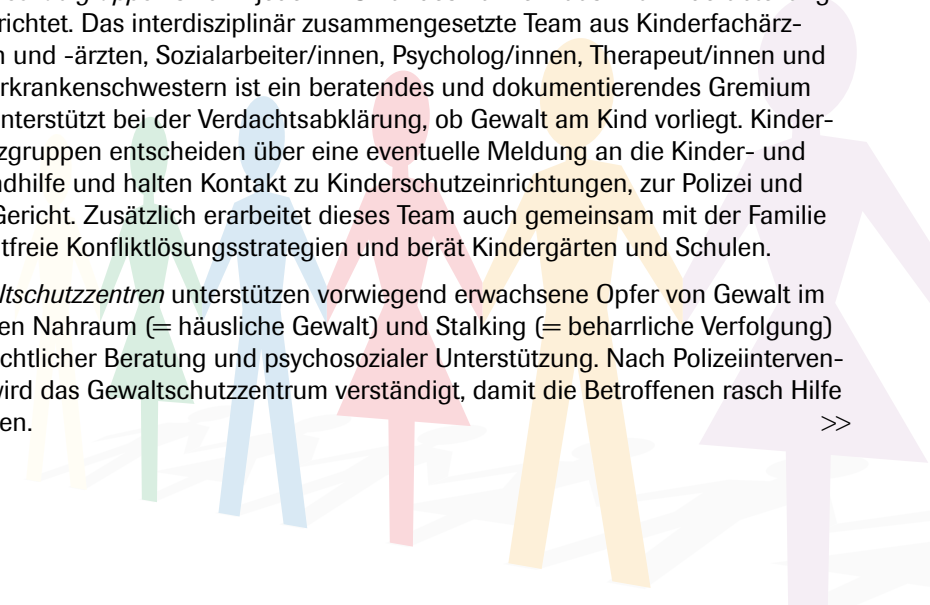 richtet. Das interdisziplinär zusammengesetzte Team aus Kinderfachärz-
n und -ärzten, Sozialarbeiter/innen, Psycholog/innen, Therapeut/innen und
rkrankenschwestern ist ein beratendes und dokumentierendes Gremium
nterstützt bei der Verdachtsabklärung, ob Gewalt am Kind vorliegt. Kinder-
zgruppen entscheiden über eine eventuelle Meldung an die Kinder- und
ndhilfe und halten Kontakt zu Kinderschutzeinrichtungen, zur Polizei und
Gericht. Zusätzlich erarbeitet dieses Team auch gemeinsam mit der Familie
tfreie Konfliktlösungsstrategien und berät Kindergärten und Schulen.
ltschutzzentren unterstützen vorwiegend erwachsene Opfer von Gewalt im
en Nahraum (= häusliche Gewalt) und Stalking (= beharrliche Verfolgung)
chtlicher Beratung und psychosozialer Unterstützung. Nach Polizeiinterven-
wird das Gewaltschutzzentrum verständigt, damit die Betroffenen rasch Hilfe
en. >>